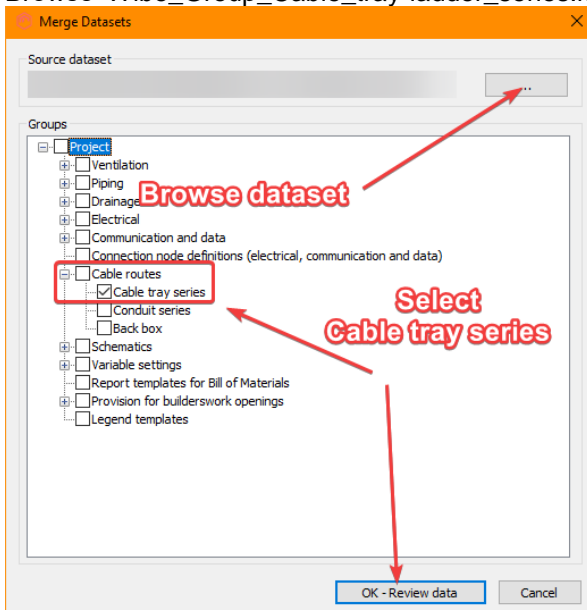 Merge Datasets
Source dataset
...
Groups
Project
Ventilation
Piping
Drainage
Browse dataset
Electrical
Communication and data
Connection node definitions (electrical, communication and data)
Cable routes
Cable tray series
Select
Cable tray series
Conduit series
Back box
Schematics
Variable settings
Report templates for Bill of Materials
Provision for builderswork openings
Legend templates
OK - Review data
Cancel